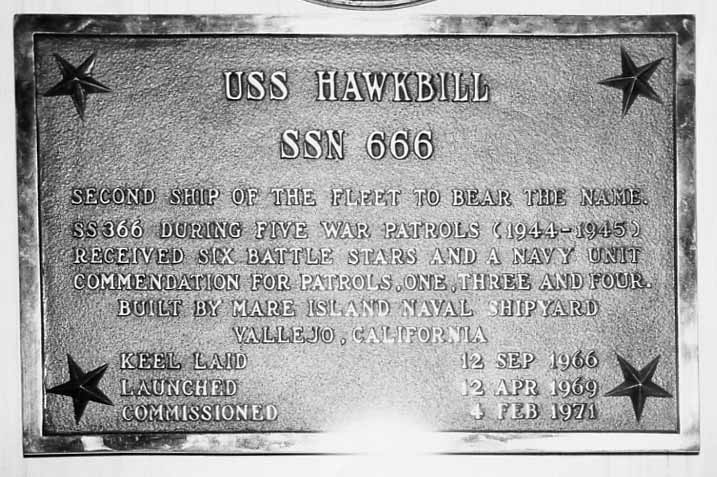 USS HAWKBILL
SSN 666
SECOND SHIP OF THE FLEET TO BEAR THE NAME.
SS366 DURING FIVE WAR PATROLS (1944-1945)
RECEIVED SIX BATTLE STARS AND A NAVY UNIT
COMMENDATION FOR PATROLS, ONE, THREE AND FOUR.
BUILT BY MARE ISLAND NAVAL SHIPYARD
VALLEJO, CALIFORNIA
KEEL LAID 12 SEP 1966
LAUNCHED 12 APR 1969
COMMISSIONED 4 FEB 1971